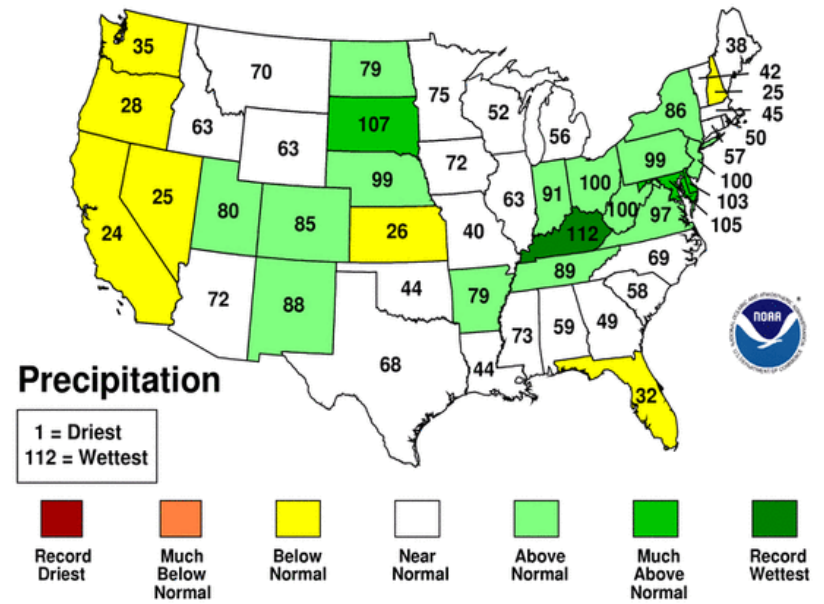 35
70
79
75
38
42
28
63
107
52
86
25
45
63
72
56
50
99
99
57
25
80
85
26
63
91
100
100
24
40
112
100
97
103
105
72
88
44
79
89
69
58
68
44
73
59
49
32
NOAA
Precipitation
1 = Driest
112 = Wettest
Record
Driest
Much
Below
Normal
Below
Normal
Near
Normal
Above
Normal
Much
Above
Normal
Record
Wettest